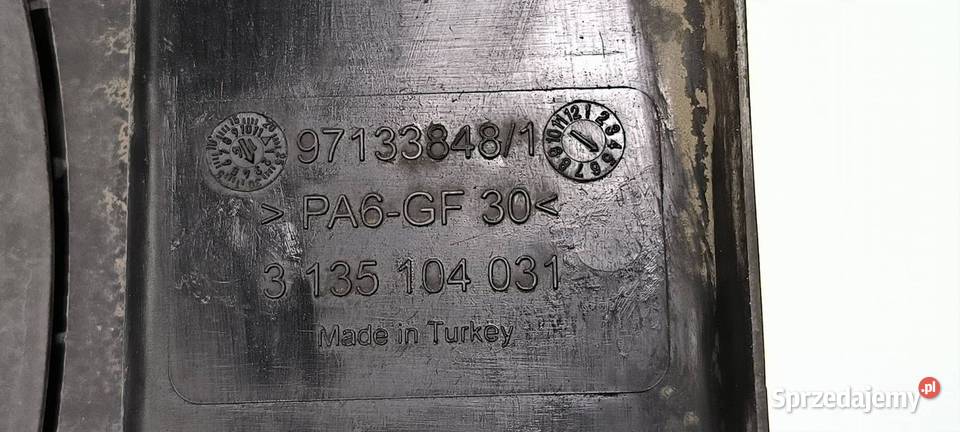 97133848/1
> PA6-GF 30<
3 135 104 031
Made in Turkey
Sprzedajemy.pl